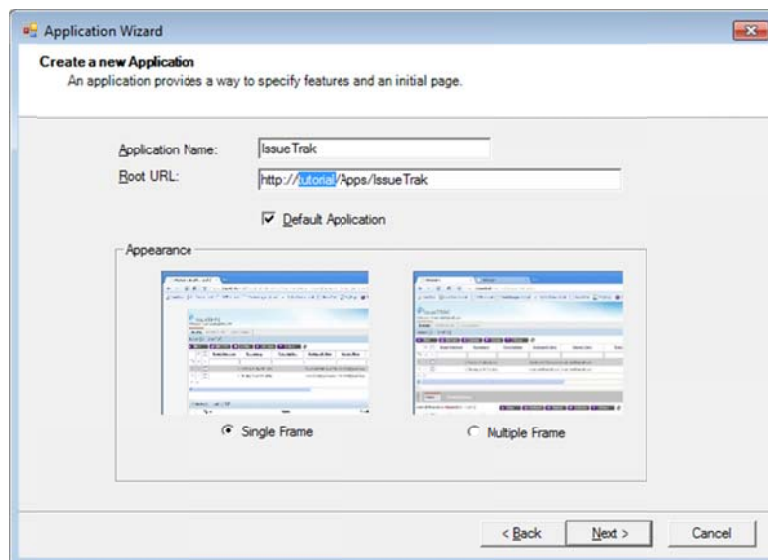 Application Wizard
Create a new Application
An application provides a way to specify features and an initial page.
Application Name:
IssueTrak
Root URL:
http://tutorial/Apps/IssueTrak
Default Application
Appearance
Single Frame
Multiple Frame
< Back
Next >
Cancel